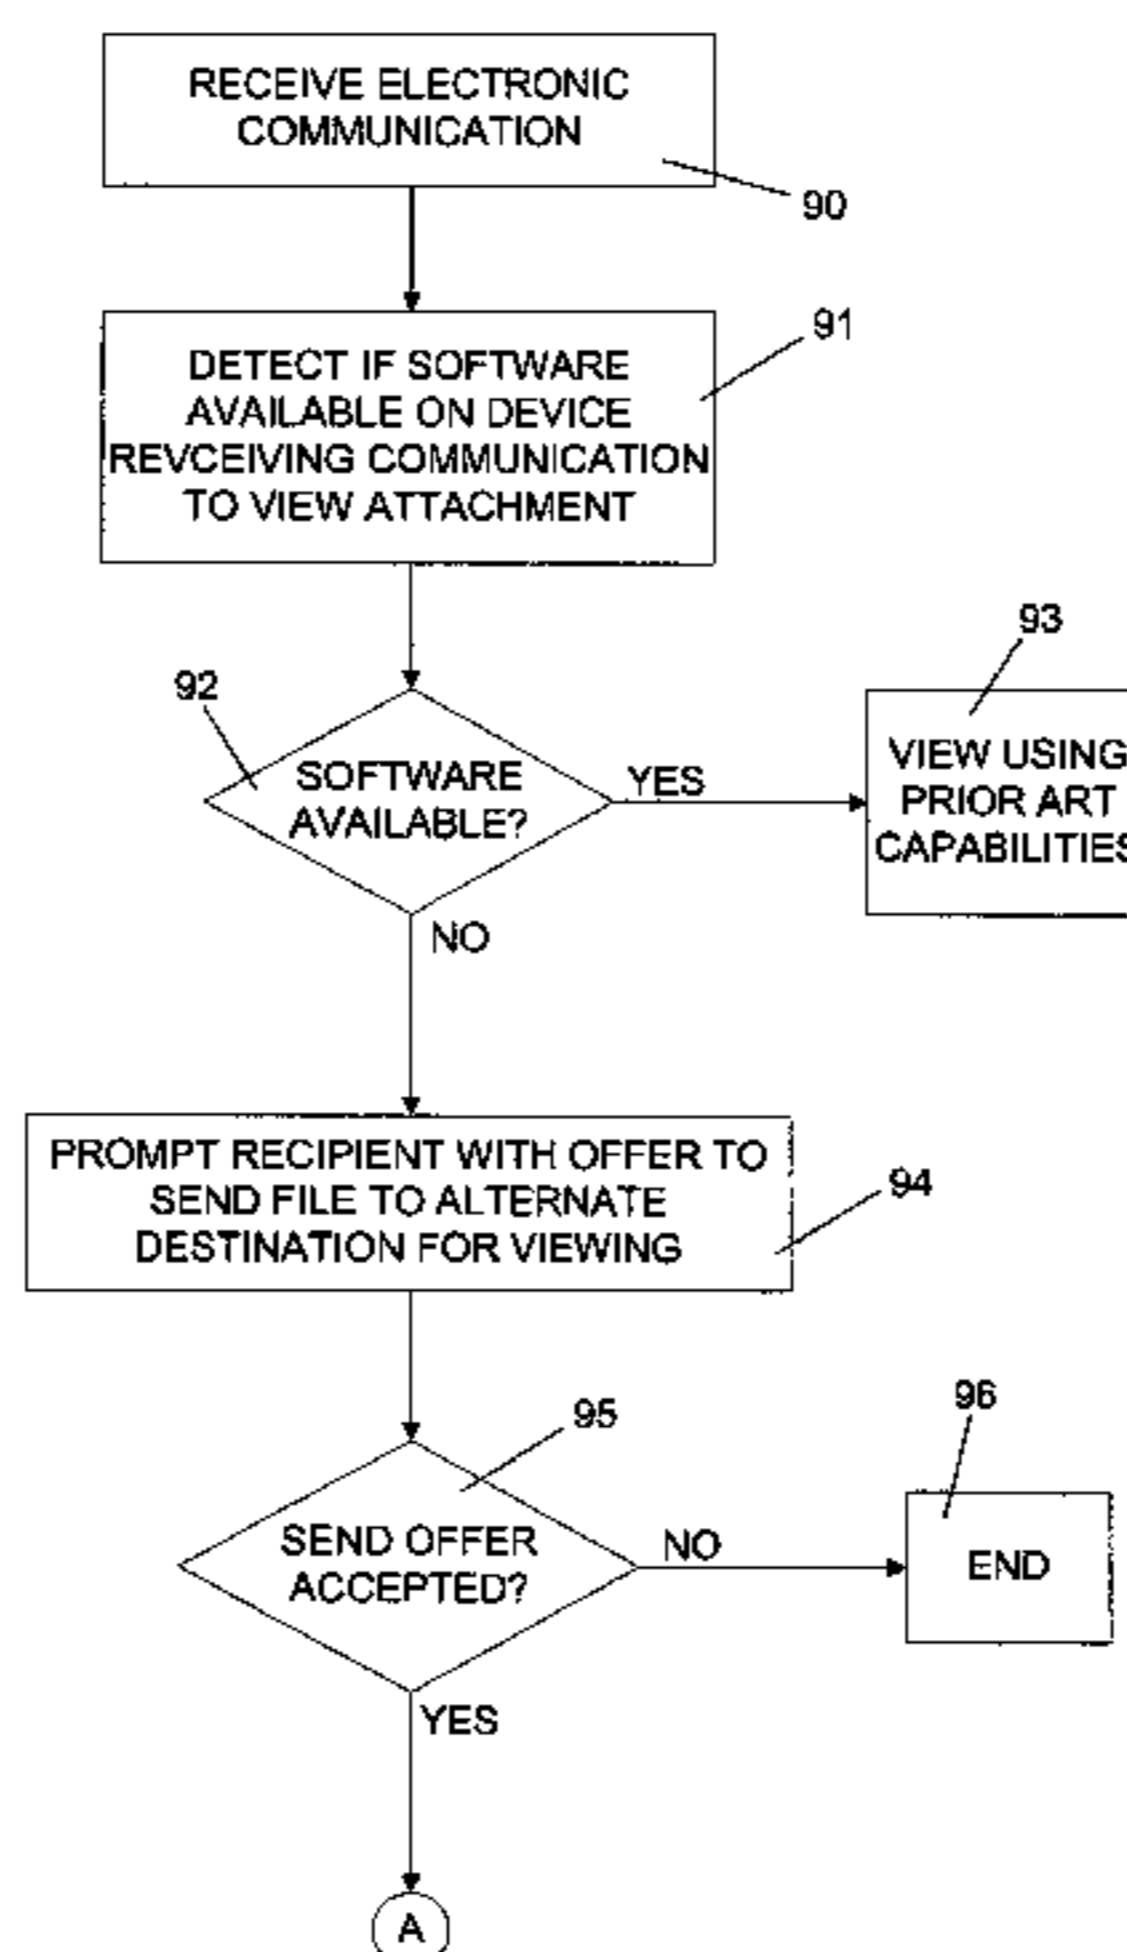 RECEIVE ELECTRONIC
COMMUNICATION
90
DETECT IF SOFTWARE
AVAILABLE ON DEVICE
REVCEIVING COMMUNICATION
TO VIEW ATTACHMENT
91
92
SOFTWARE
AVAILABLE?
YES
NO
93
VIEW USING
PRIOR ART
CAPABILITIES
PROMPT RECIPIENT WITH OFFER TO
SEND FILE TO ALTERNATE
DESTINATION FOR VIEWING
94
95
SEND OFFER
ACCEPTED?
NO
96
END
YES
A